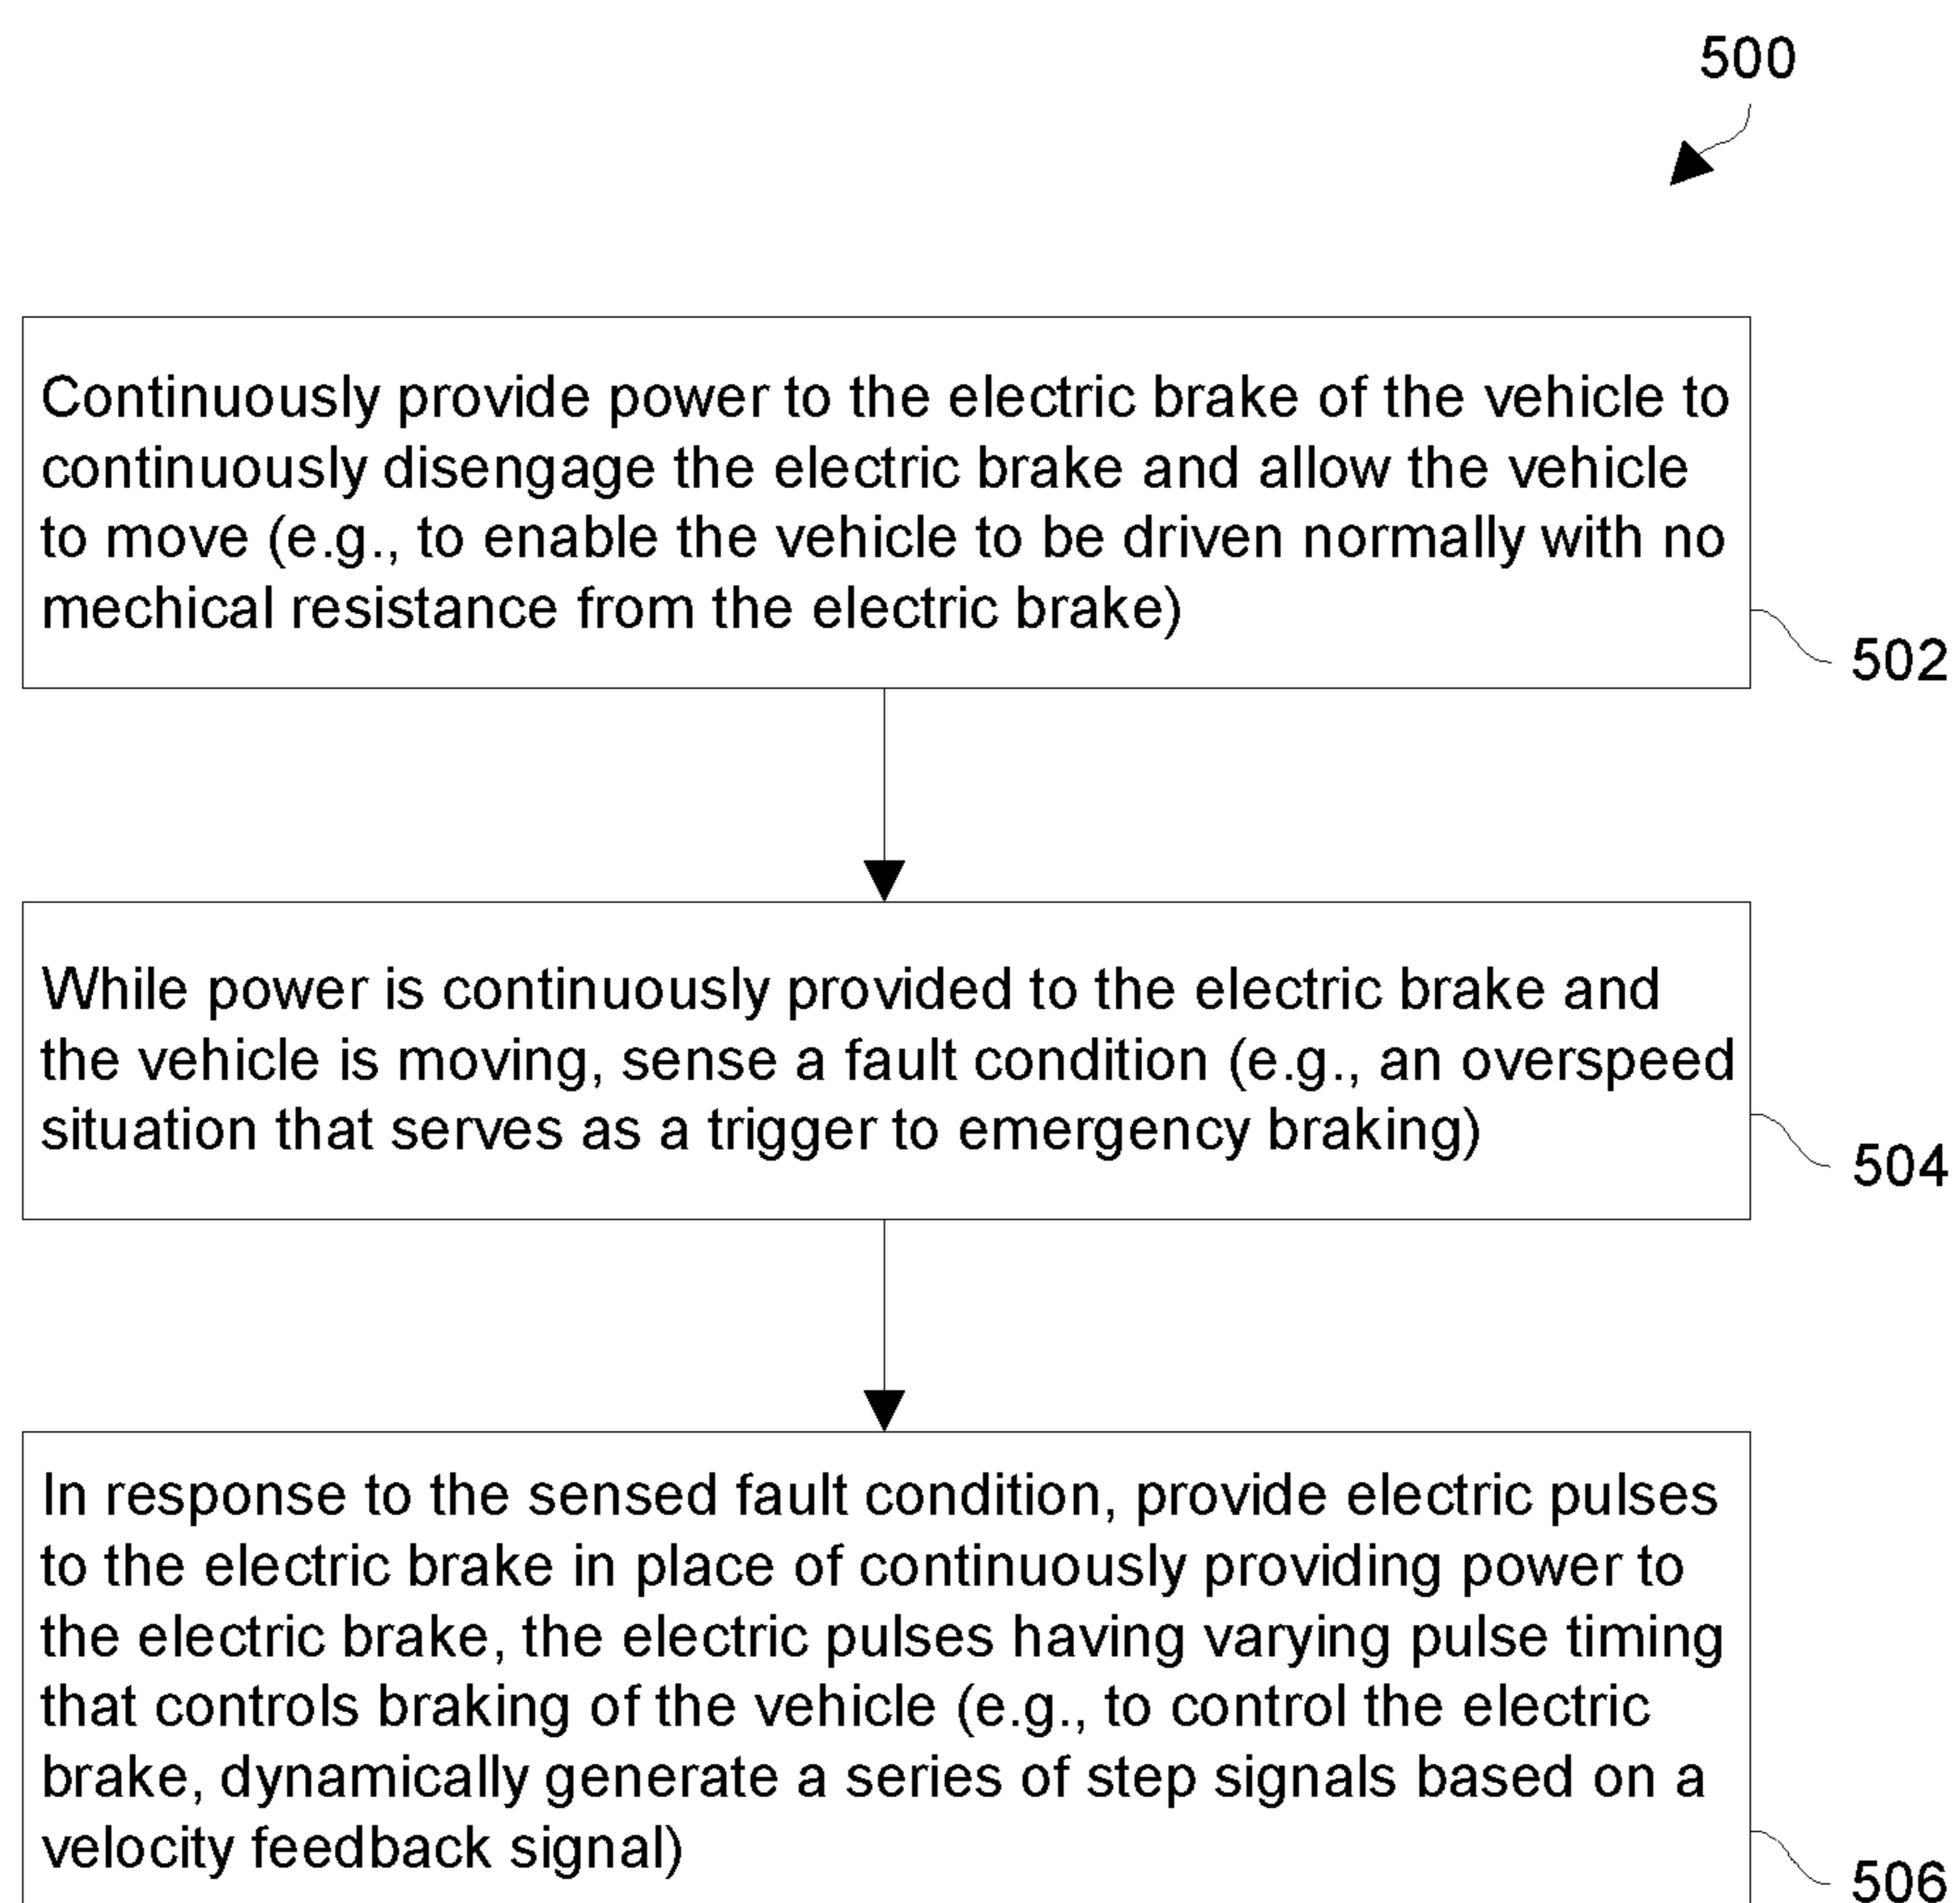 500
Continuously provide power to the electric brake of the vehicle to
continuously disengage the electric brake and allow the vehicle
to move (e.g., to enable the vehicle to be driven normally with no
mechical resistance from the electric brake)
502
While power is continuously provided to the electric brake and
the vehicle is moving, sense a fault condition (e.g., an overspeed
situation that serves as a trigger to emergency braking)
504
In response to the sensed fault condition, provide electric pulses
to the electric brake in place of continuously providing power to
the electric brake, the electric pulses having varying pulse timing
that controls braking of the vehicle (e.g., to control the electric
brake, dynamically generate a series of step signals based on a
velocity feedback signal)
506